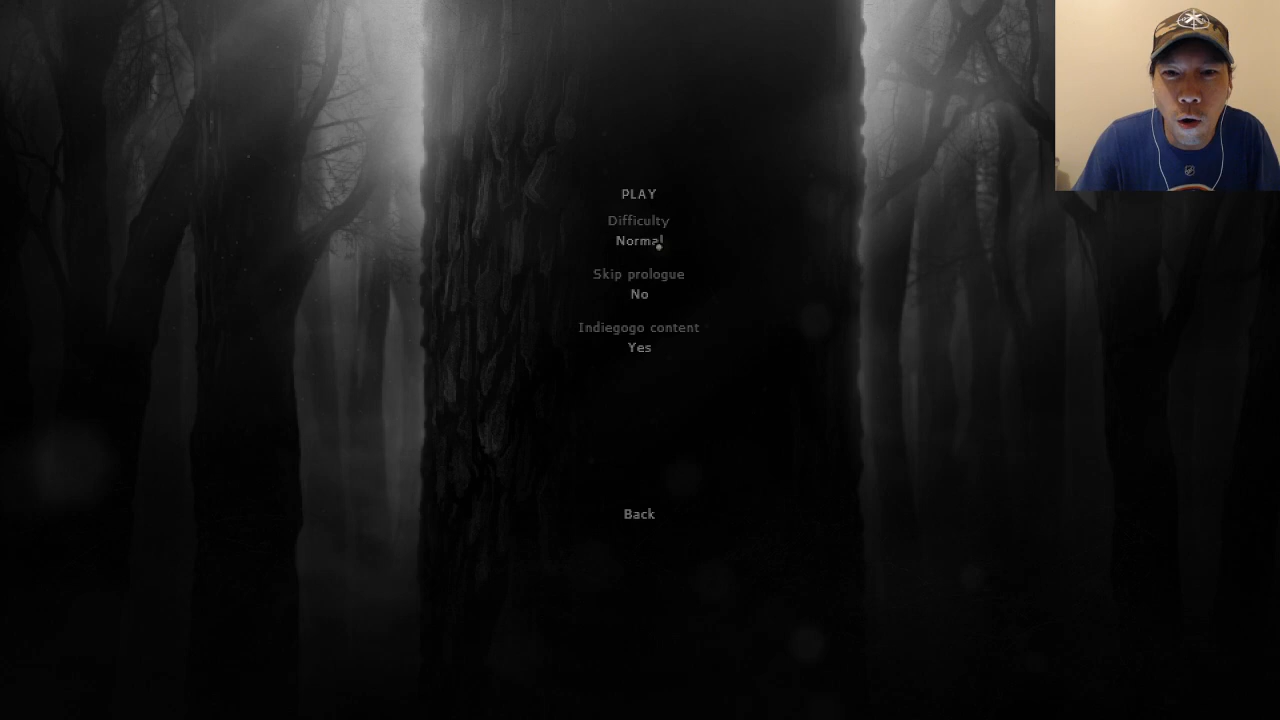 PLAY
Difficulty
Normal
Skip prologue
No
Indiegogo content
Yes
Back